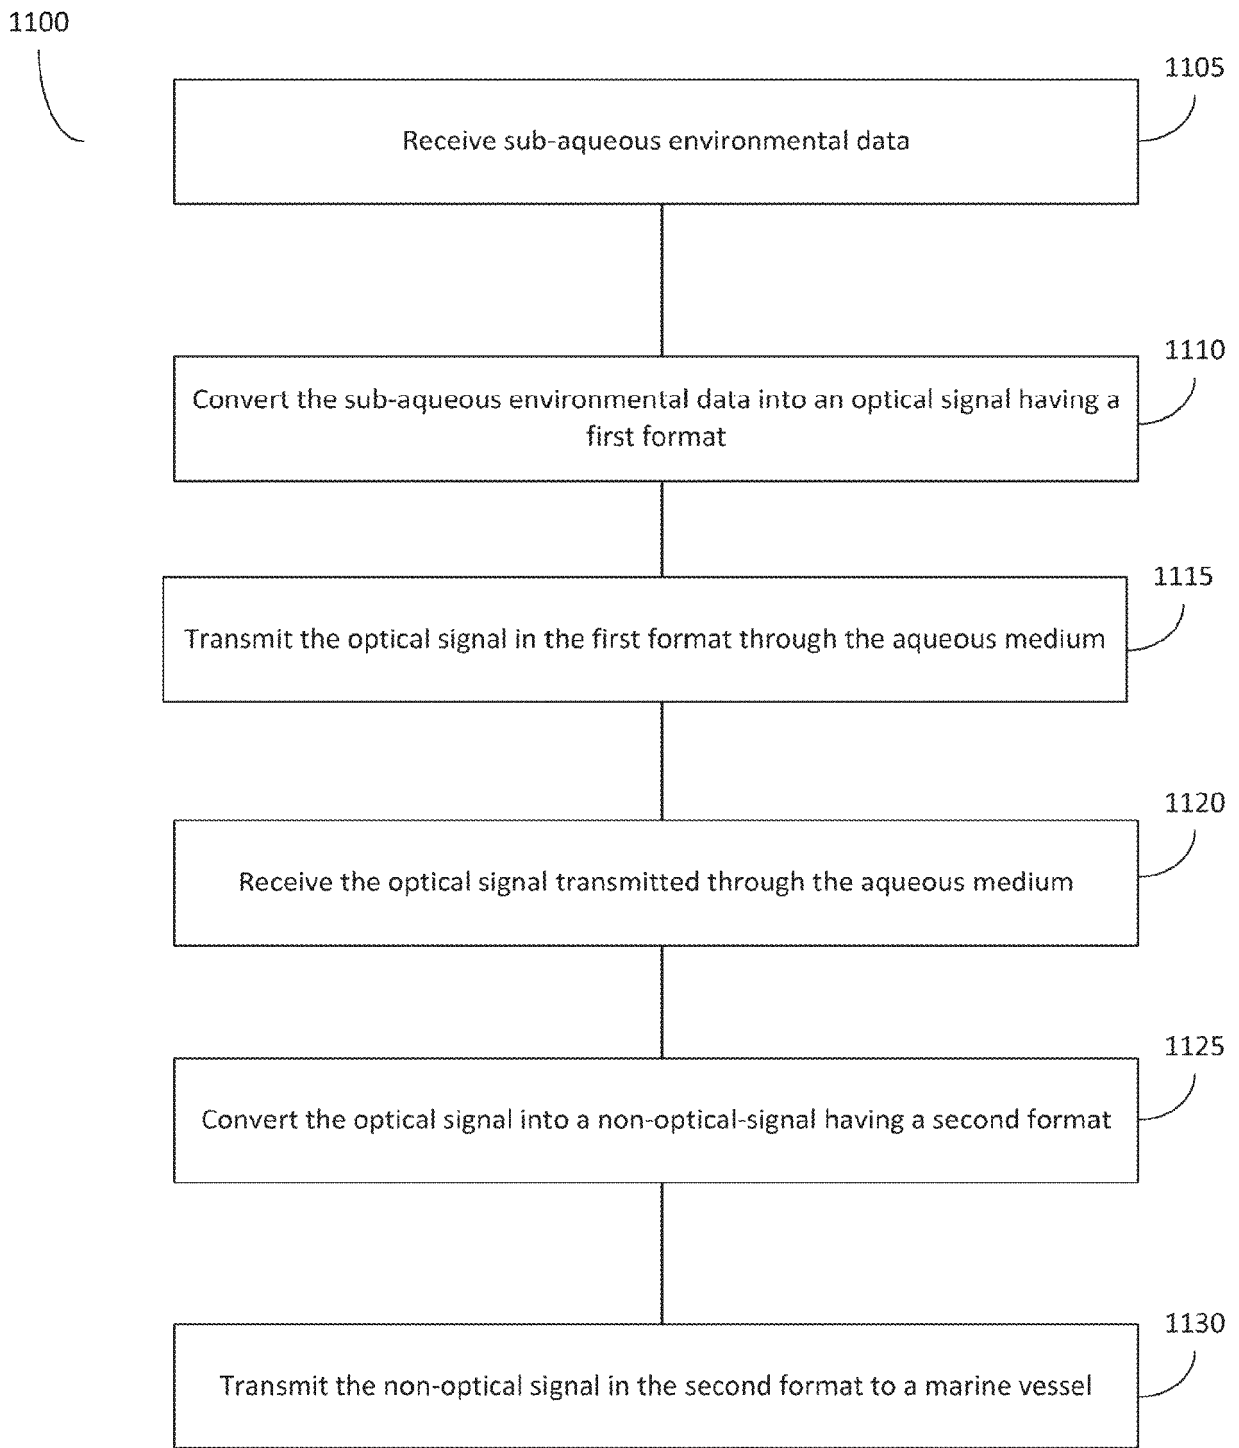 1100
1105
Receive sub-aqueous environmental data
1110
Convert the sub-aqueous environmental data into an optical signal having a
first format
1115
Transmit the optical signal in the first format through the aqueous medium
1120
Receive the optical signal transmitted through the aqueous medium
1125
Convert the optical signal into a non-optical-signal having a second format
1130
Transmit the non-optical signal in the second format to a marine vessel